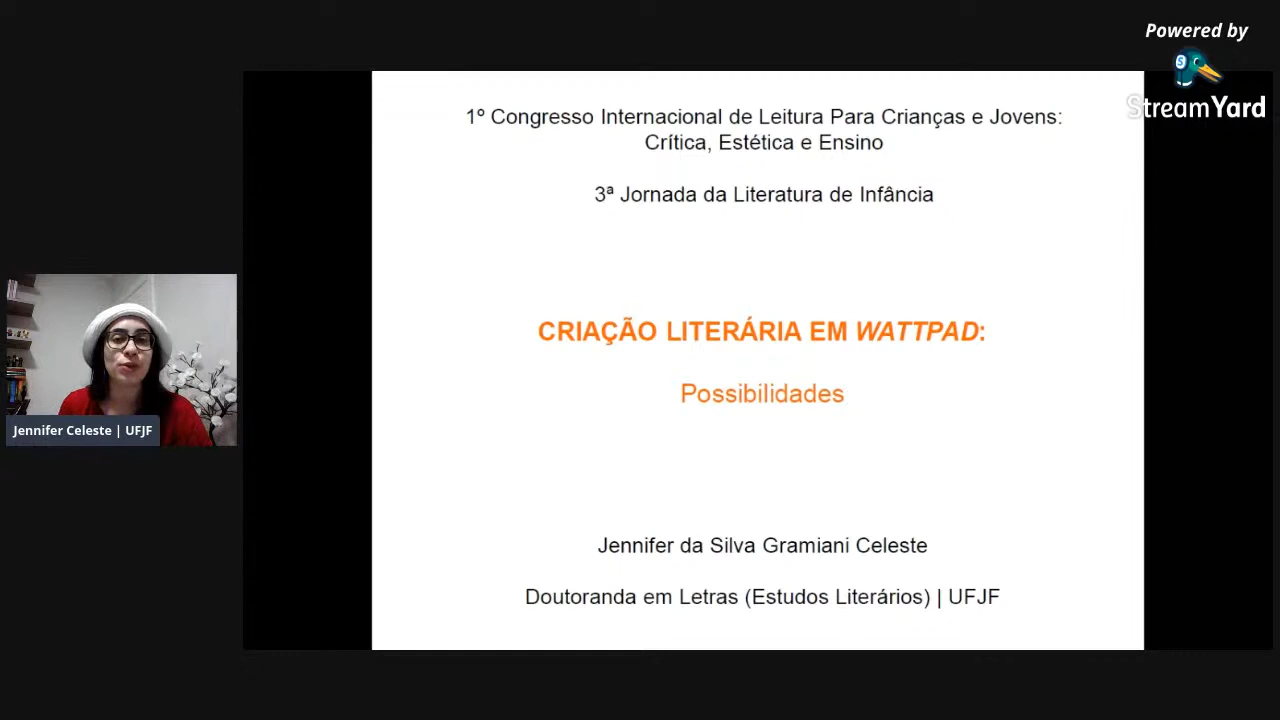 Powered by
StreamYard
1º Congresso Internacional de Leitura Para Crianças e Jovens:
Crítica, Estética e Ensino
3ª Jornada da Literatura de Infância
CRIAÇÃO LITERÁRIA EM WATTPAD:
Possibilidades
Jennifer Celeste | UFJF
Jennifer da Silva Gramiani Celeste
Doutoranda em Letras (Estudos Literários) | UFJF